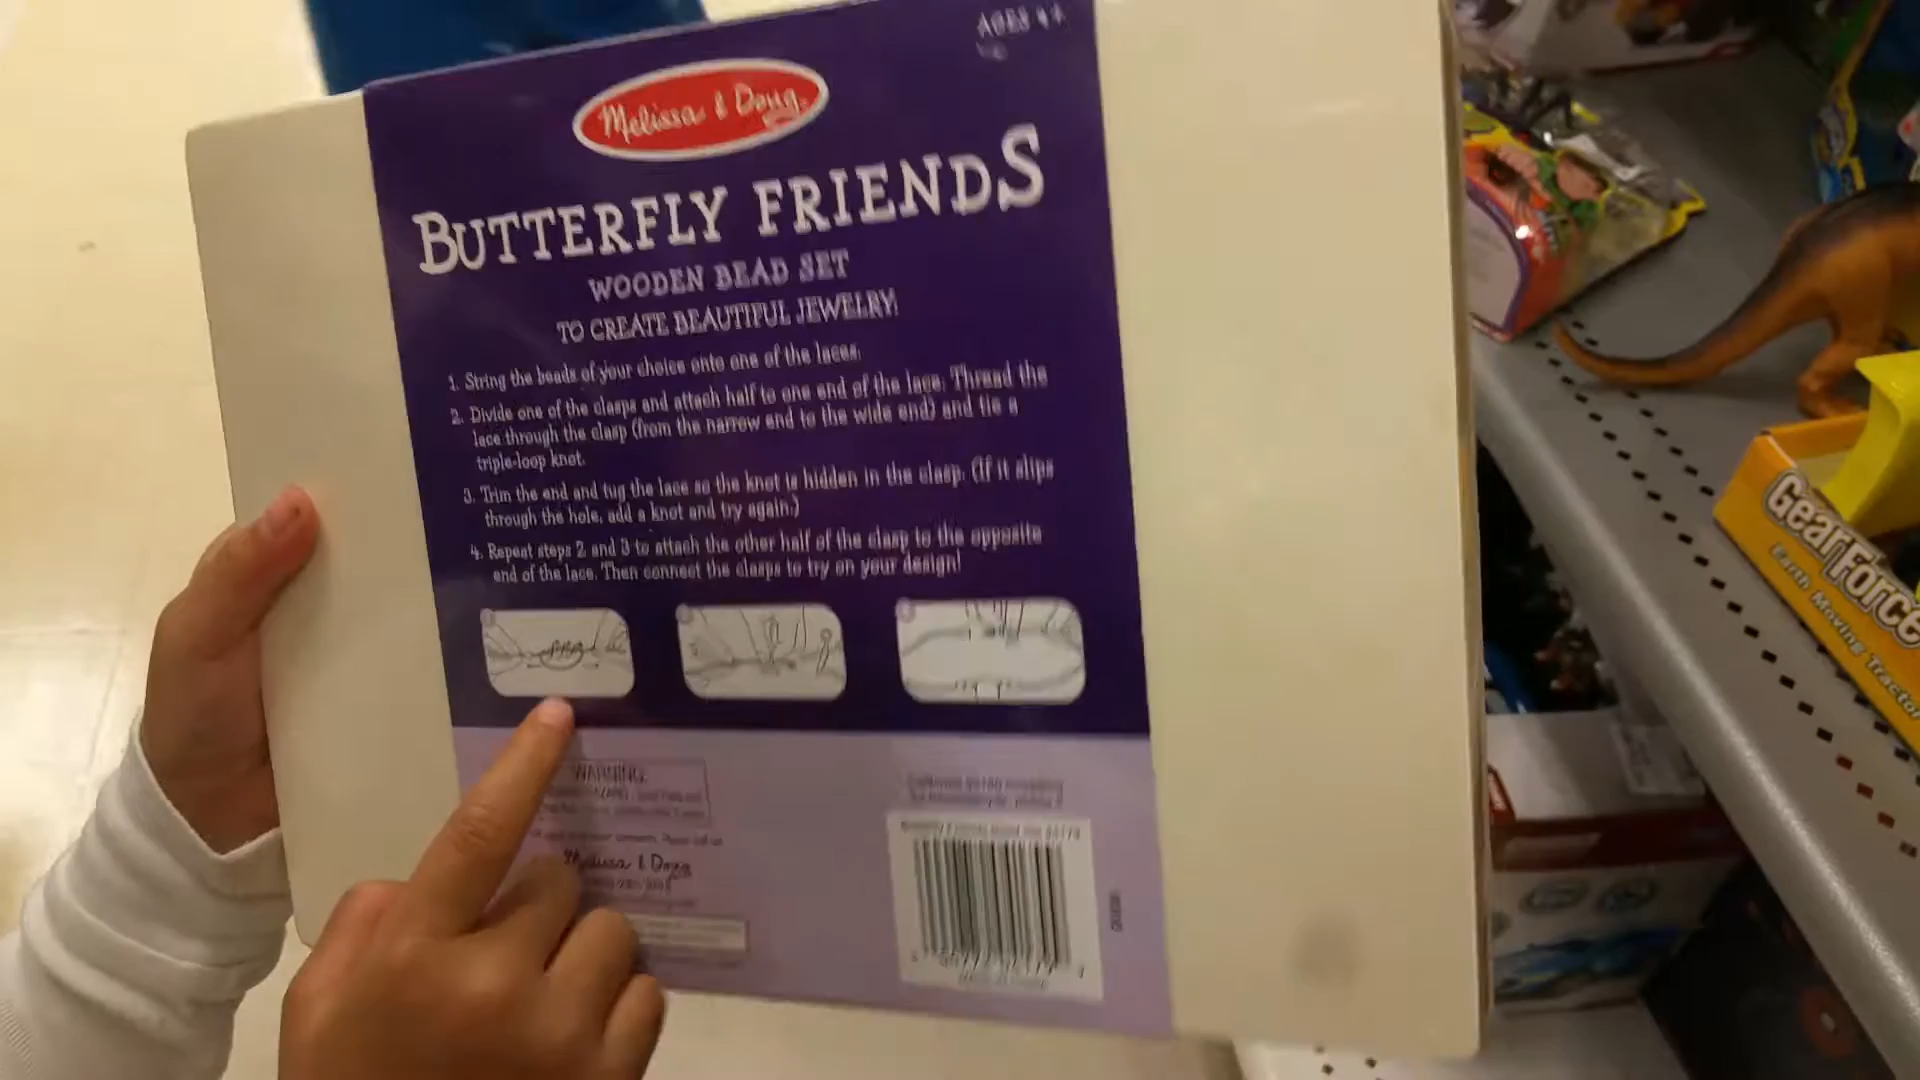 AGES 4+
Melissa & Doug
BUTTERFLY FRIENDS
WOODEN BEAD SET
TO CREATE BEAUTIFUL JEWELRY!
1. String the beads of your choice onto one of the laces.
2. Divide one of the clasps and attach half to one end of the lace. Thread the
lace through the clasp (from the narrow end to the wide end) and tie a
triple-loop knot.
3. Trim the end and tug the lace so the knot is hidden in the clasp. (If it slips
through the hole, add a knot and try again.)
4. Repeat steps 2 and 3 to attach the other half of the clasp to the opposite
end of the lace. Then connect the clasps to try on your design!
WARNING:
Melissa & Doug
GearForce
Earth Moving Tractor